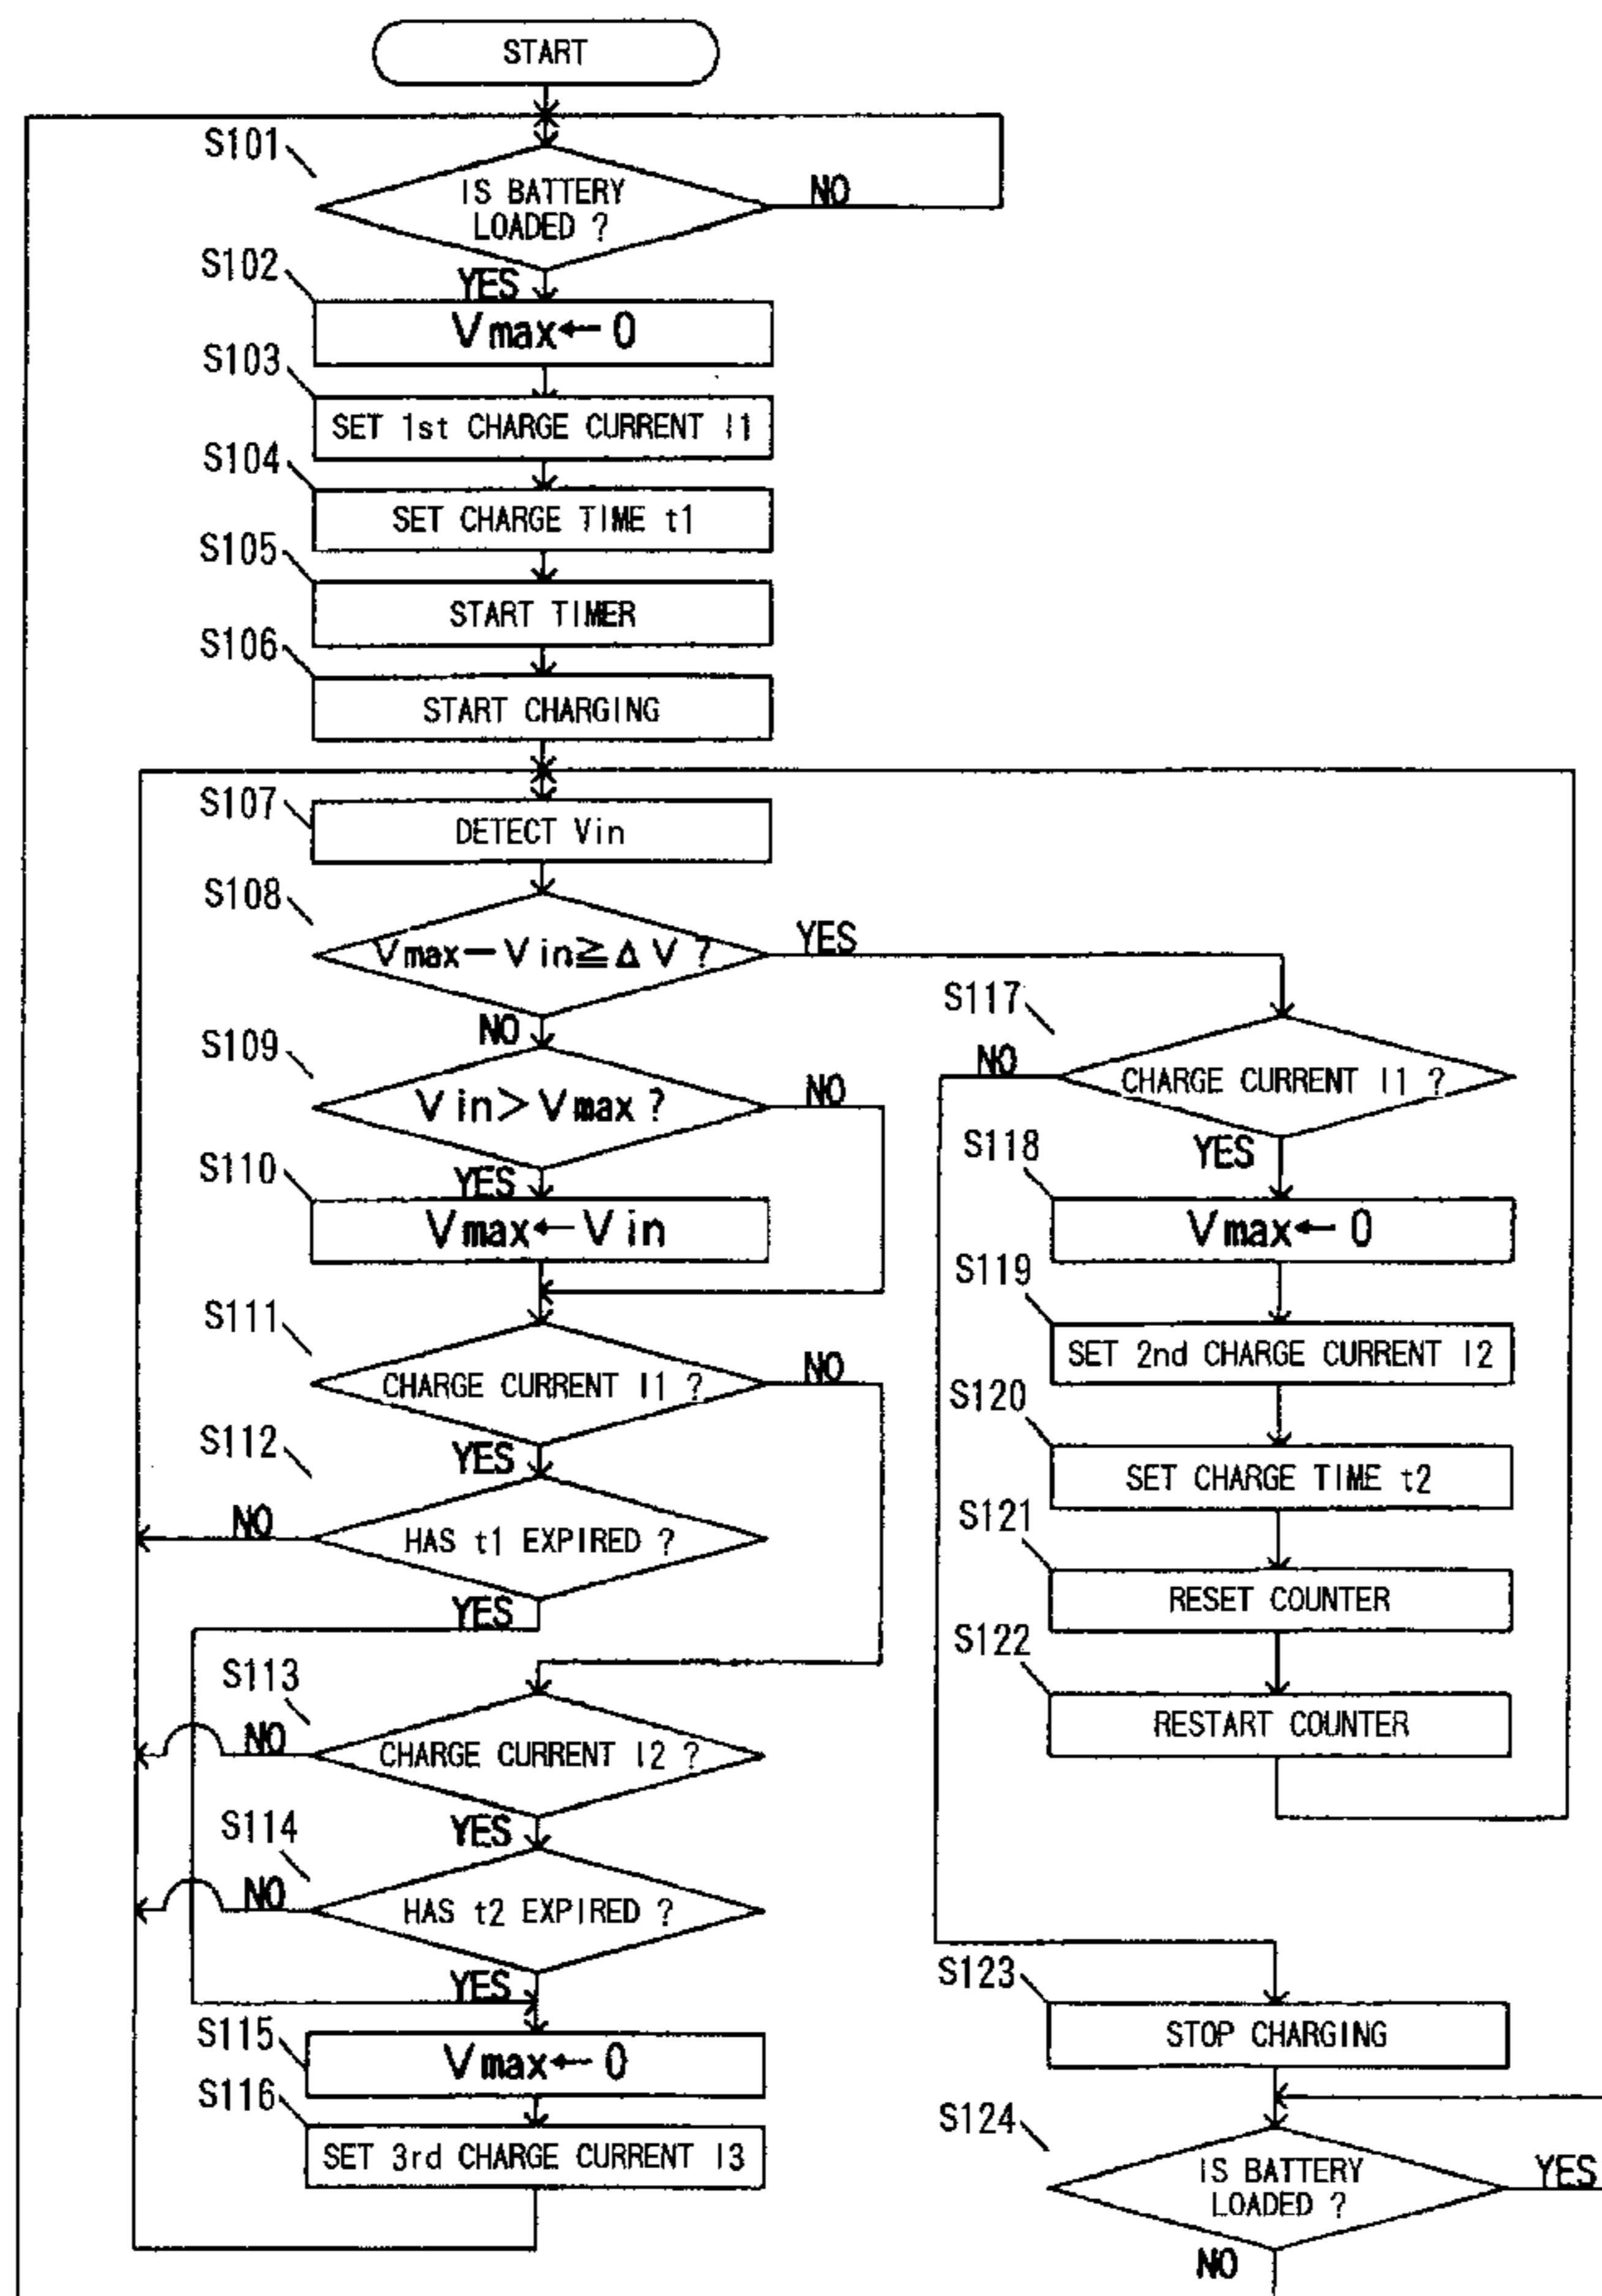 START
S101
IS BATTERY
LOADED ?
NO
YES
S102
Vmax←0
S103
SET 1st CHARGE CURRENT I1
S104
SET CHARGE TIME t1
S105
START TIMER
S106
START CHARGING
S107
DETECT Vin
S108
Vmax−Vin≧ΔV?
YES
NO
S109
Vin>Vmax?
NO
YES
S110
Vmax←Vin
S111
CHARGE CURRENT I1 ?
NO
YES
S112
HAS t1 EXPIRED ?
NO
YES
S113
CHARGE CURRENT I2 ?
NO
YES
S114
HAS t2 EXPIRED ?
NO
YES
S115
Vmax←0
S116
SET 3rd CHARGE CURRENT I3
S117
CHARGE CURRENT I1 ?
NO
YES
S118
Vmax←0
S119
SET 2nd CHARGE CURRENT I2
S120
SET CHARGE TIME t2
S121
RESET COUNTER
S122
RESTART COUNTER
S123
STOP CHARGING
S124
IS BATTERY
LOADED ?
YES
NO